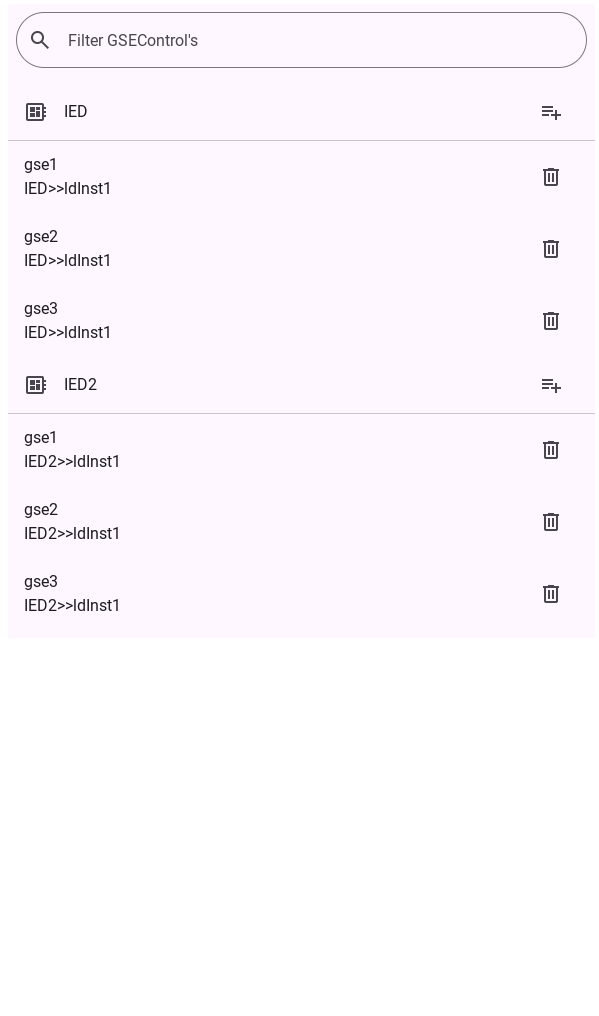 Filter GSEControl's
IED
gse1
IED>>ldInst1
gse2
IED>>ldInst1
gse3
IED>>ldInst1
IED2
gse1
IED2>>ldInst1
gse2
IED2>>ldInst1
gse3
IED2>>ldInst1